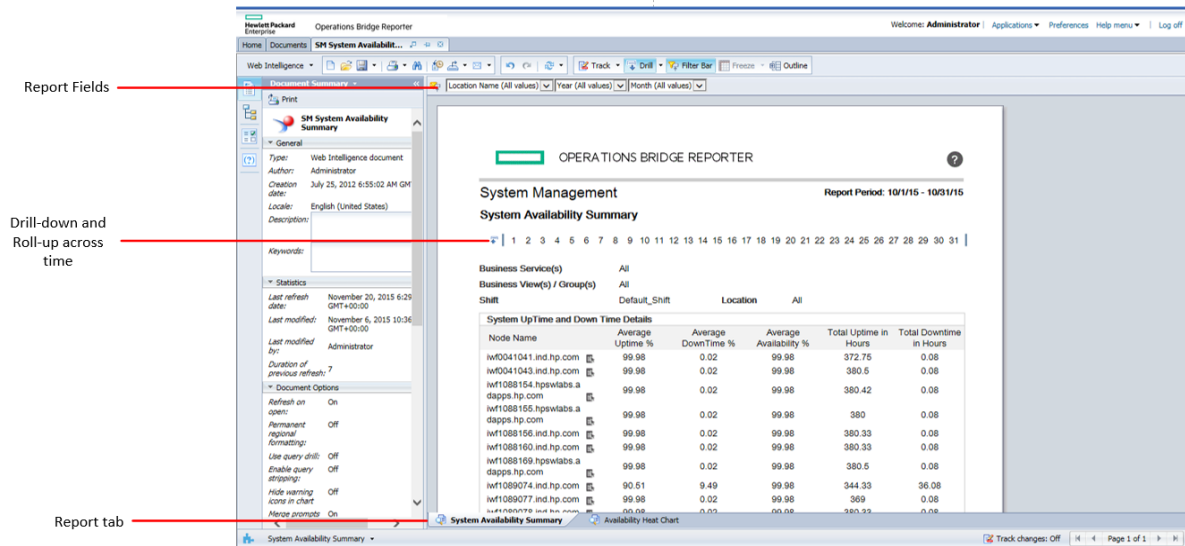 Hewlett Packard
Enterprise
Operations Bridge Reporter
Welcome: Administrator | Applications Preferences Help menu | Log off
Home Documents SM System Availabilit...
Web Intelligence Track Drill Filter Bar Freeze Outline
Report Fields
Document Summary
Location Name (All values) Year (All values) Month (All values)
Print
SM System Availability
Summary
General
Type: Web Intelligence document
Author: Administrator
Creation date: July 25, 2012 6:55:02 AM GM
Locale: English (United States)
Description:
Keywords:
Drill-down and
Roll-up across
time
Statistics
Last refresh date: November 20, 2015 6:29 GMT+00:00
Last modified: November 6, 2015 10:36 GMT+00:00
Last modified by: Administrator
Duration of previous refresh: 7
Document Options
Refresh on open: On
Permanent regional formatting: Off
Use query drill: Off
Enable query stripping: Off
Hide warning icons in chart Off
Merge prompts On
OPERATIONS BRIDGE REPORTER
?
System Management
Report Period: 10/1/15 - 10/31/15
System Availability Summary
1 2 3 4 5 6 7 8 9 10 11 12 13 14 15 16 17 18 19 20 21 22 23 24 25 26 27 28 29 30 31
Business Service(s) All
Business View(s) / Group(s) All
Shift Default_Shift Location All
System UpTime and Down Time Details
Node Name Average Uptime % Average DownTime % Average Availability % Total Uptime in Hours Total Downtime in Hours
iwf0041041.ind.hp.com 99.98 0.02 99.98 372.75 0.08
iwf0041043.ind.hp.com 99.98 0.02 99.98 380.5 0.08
iwf1088154.hpswlabs.a
dapps.hp.com 99.98 0.02 99.98 380.42 0.08
iwf1088155.hpswlabs.a
dapps.hp.com 99.98 0.02 99.98 380 0.08
iwf1088156.ind.hp.com 99.98 0.02 99.98 380.33 0.08
iwf1088160.ind.hp.com 99.98 0.02 99.98 380.33 0.08
iwf1088169.hpswlabs.a
dapps.hp.com 99.98 0.02 99.98 380.5 0.08
iwf1089074.ind.hp.com 90.51 9.49 99.98 344.33 36.08
iwf1089077.ind.hp.com 99.98 0.02 99.98 369 0.08
iwf1089078.ind.hp.com 99.98 0.02 99.98 380.33 0.08
Report tab
System Availability Summary Availability Heat Chart
System Availability Summary Track changes: Off Page 1 of 1